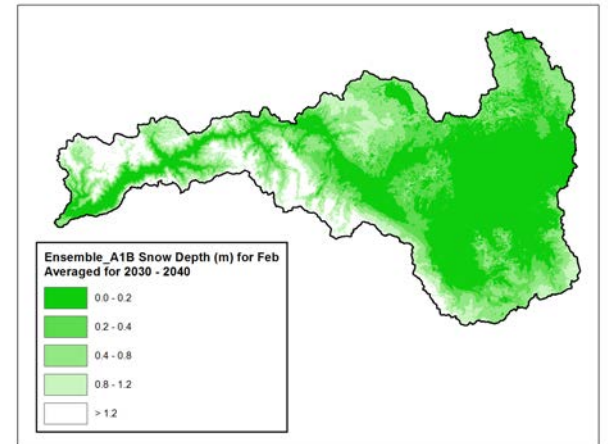 Ensemble_A1B Snow Depth (m) for Feb
Averaged for 2030 - 2040
0.0 - 0.2
0.2 - 0.4
0.4 - 0.8
0.8 - 1.2
> 1.2